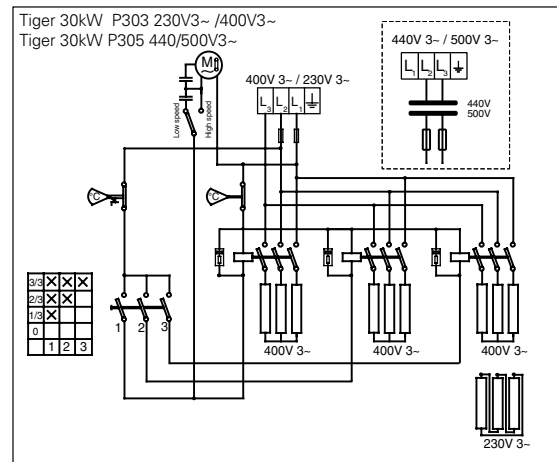 Tiger 30kW P303 230V3~ /400V3~
Tiger 30kW P305 440/500V3~
440V 3~ / 500V 3~
L1 L2 L3
440V
500V
M
~
400V 3~ / 230V 3~
L3 L2 L1
Low speed
High speed
°C
°C
3/3 X X X
2/3 X X
1/3 X
0
1 2 3
1 2 3
400V 3~
400V 3~
400V 3~
230V 3~